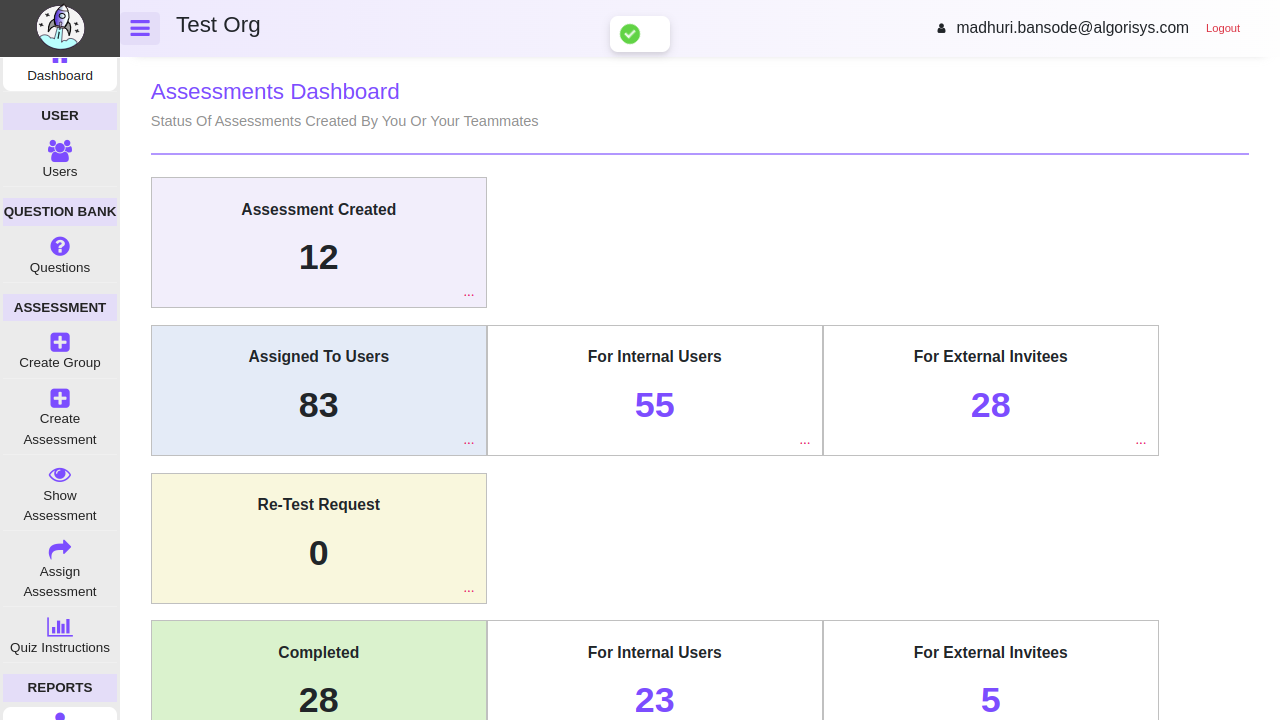 Test Org
madhuri.bansode@algorisys.com
Logout
Dashboard
USER
Users
QUESTION BANK
Questions
ASSESSMENT
Create Group
Create
Assessment
Show
Assessment
Assign
Assessment
Quiz Instructions
REPORTS
Assessments Dashboard
Status Of Assessments Created By You Or Your Teammates
Assessment Created
12
...
Assigned To Users
83
...
For Internal Users
55
...
For External Invitees
28
...
Re-Test Request
0
...
Completed
28
For Internal Users
23
For External Invitees
5